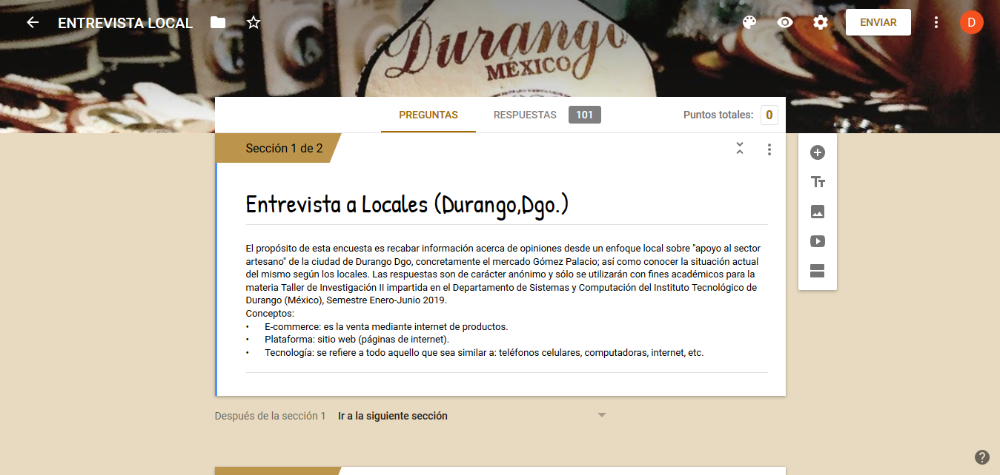 ENTREVISTA LOCAL
ENVIAR
D
Durango
MÉXICO
PREGUNTAS
RESPUESTAS 101
Puntos totales: 0
Sección 1 de 2
Entrevista a Locales (Durango,Dgo.)
El propósito de esta encuesta es recabar información acerca de opiniones desde un enfoque local sobre "apoyo al sector
artesano" de la ciudad de Durango Dgo, concretamente el mercado Gómez Palacio; así como conocer la situación actual
del mismo según los locales. Las respuestas son de carácter anónimo y sólo se utilizarán con fines académicos para la
materia Taller de Investigación II impartida en el Departamento de Sistemas y Computación del Instituto Tecnológico de
Durango (México), Semestre Enero-Junio 2019.
Conceptos:
• E-commerce: es la venta mediante internet de productos.
• Plataforma: sitio web (páginas de internet).
• Tecnología: se refiere a todo aquello que sea similar a: teléfonos celulares, computadoras, internet, etc.
Después de la sección 1 Ir a la siguiente sección